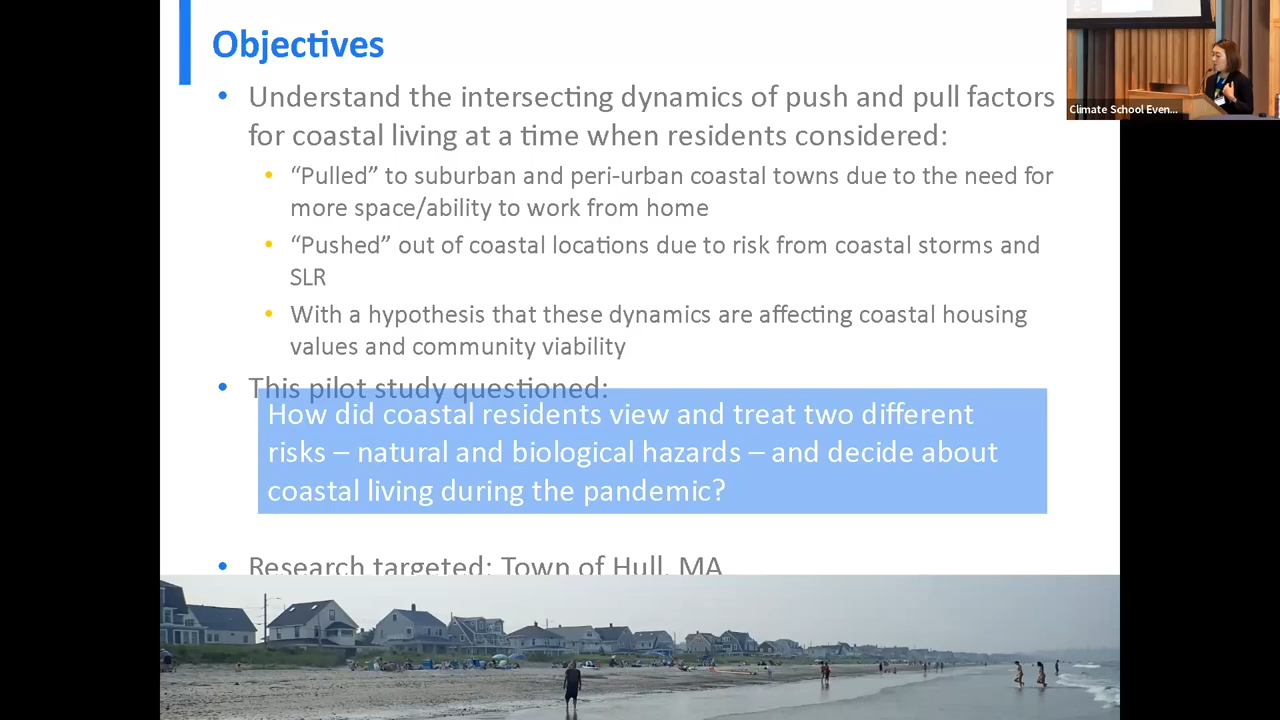 Objectives
• Understand the intersecting dynamics of push and pull factors
for coastal living at a time when residents considered:
• “Pulled” to suburban and peri-urban coastal towns due to the need for
more space/ability to work from home
• “Pushed” out of coastal locations due to risk from coastal storms and
SLR
• With a hypothesis that these dynamics are affecting coastal housing
values and community viability
• This pilot study questioned:
How did coastal residents view and treat two different
risks – natural and biological hazards – and decide about
coastal living during the pandemic?
• Research targeted: Town of Hull, MA
Climate School Even...